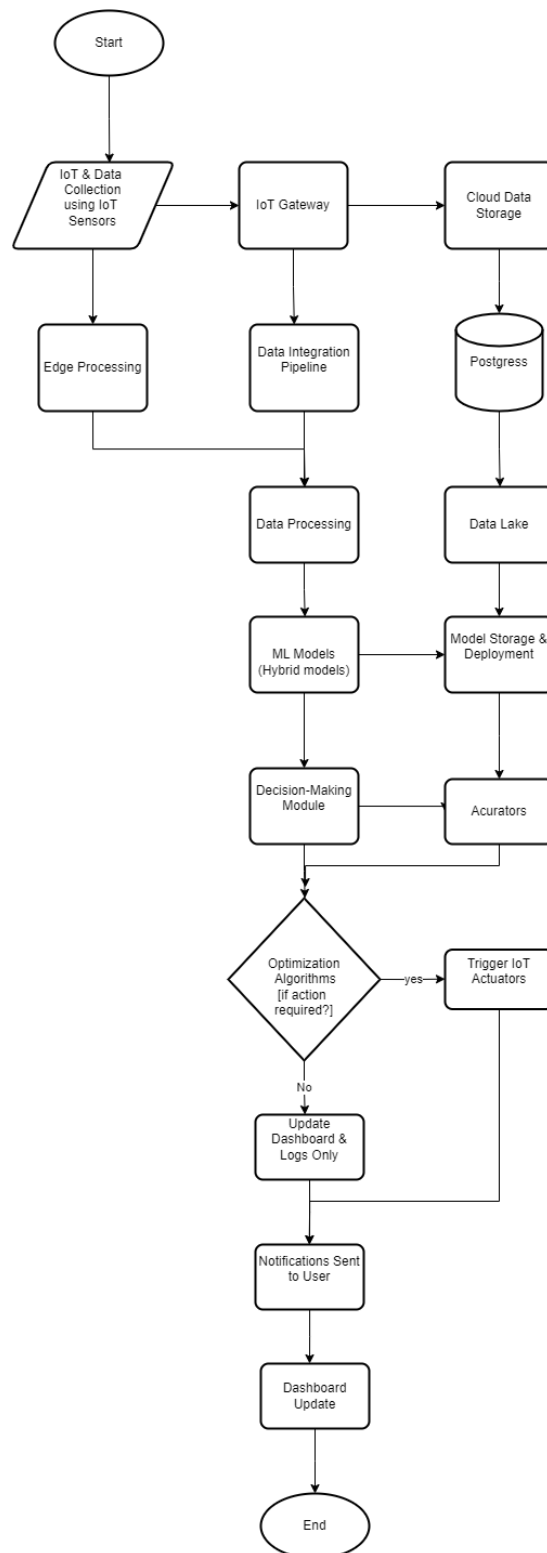 Start
IoT & Data
Collection
using IoT
Sensors
IoT Gateway
Cloud Data
Storage
Edge Processing
Data Integration
Pipeline
Postgress
Data Processing
Data Lake
ML Models
(Hybrid models)
Model Storage &
Deployment
Decision-Making
Module
Acurators
Optimization
Algorithms
[if action
required?]
yes
Trigger IoT
Actuators
No
Update
Dashboard &
Logs Only
Notifications Sent
to User
Dashboard
Update
End